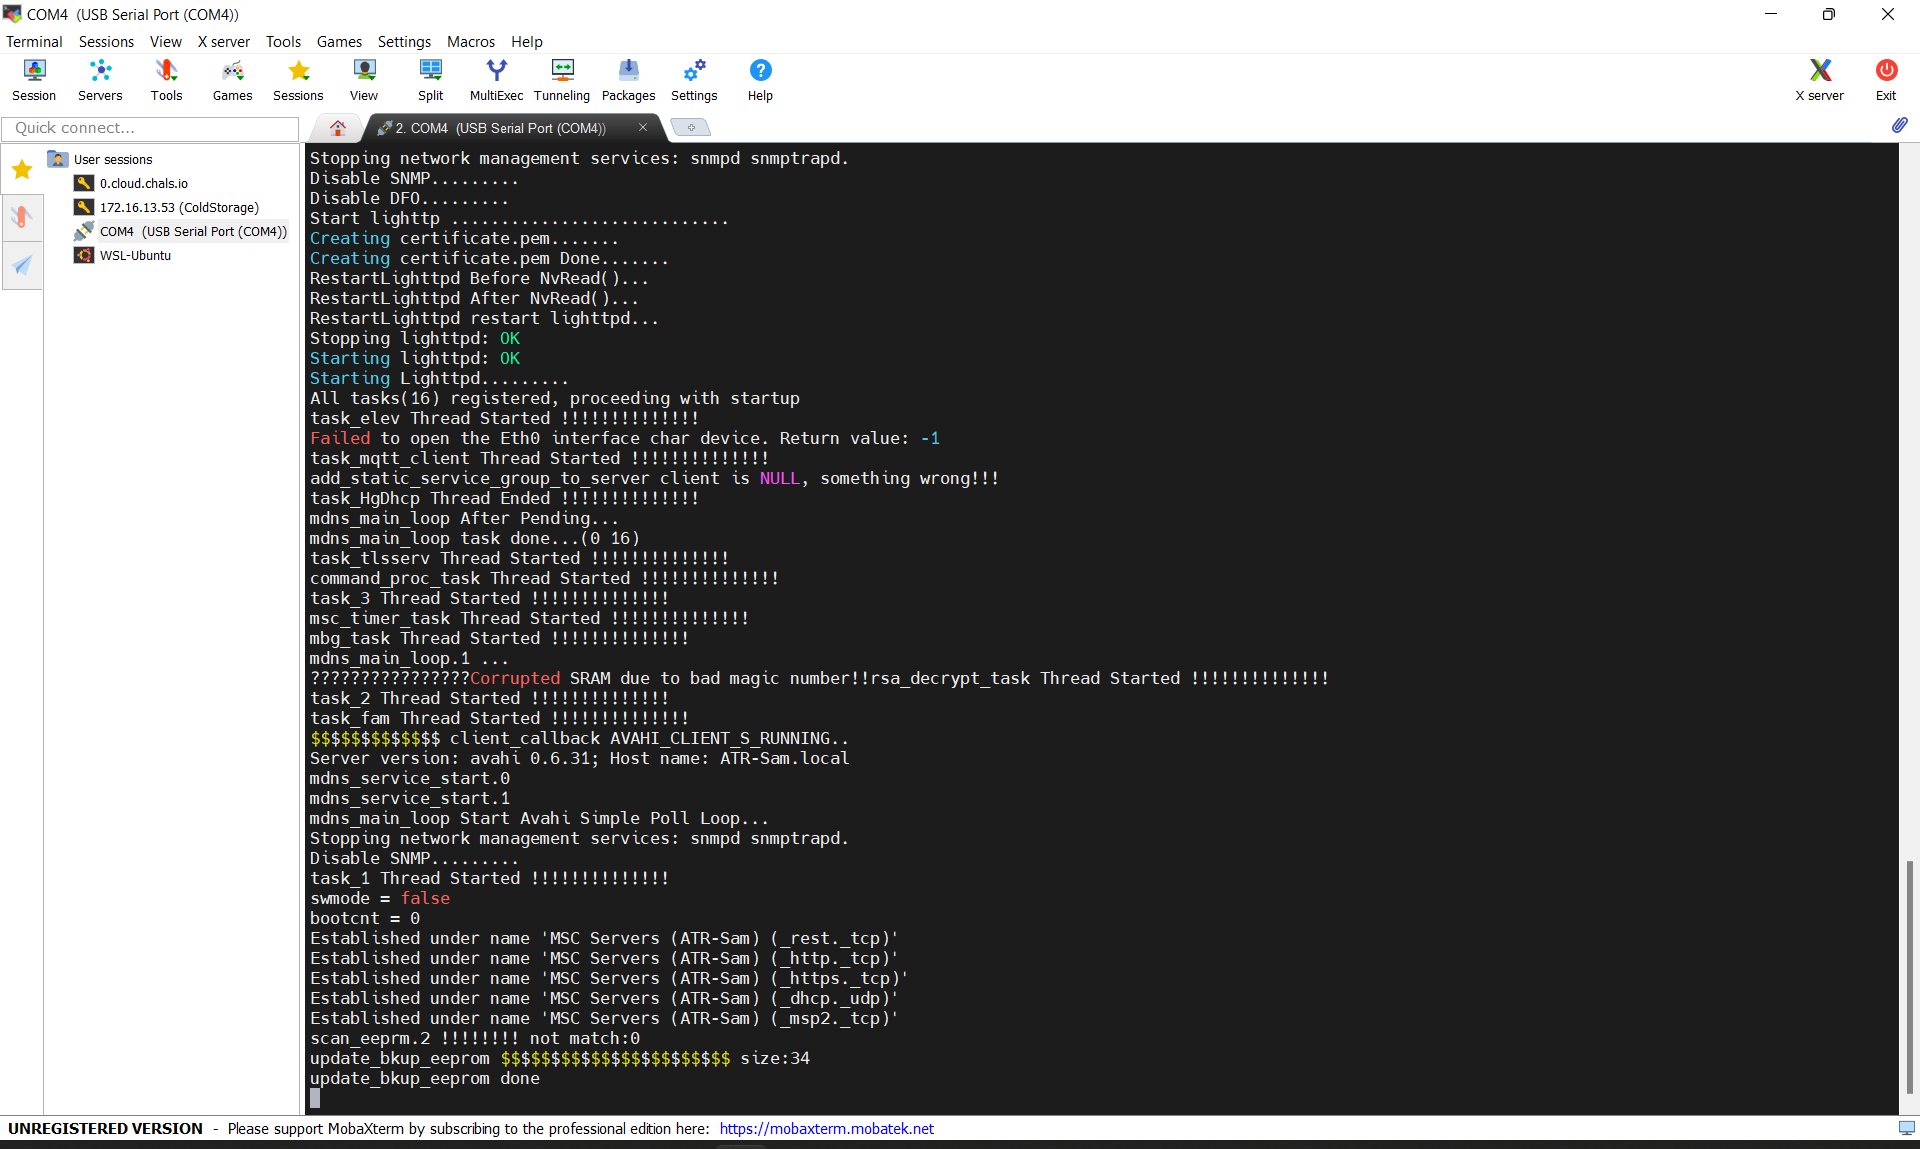 COM4  (USB Serial Port (COM4))
Terminal Sessions View X server Tools Games Settings Macros Help
Session Servers Tools Games Sessions View Split MultiExec Tunneling Packages Settings Help X server Exit
Quick connect...
2. COM4  (USB Serial Port (COM4))
User sessions
0.cloud.chals.io
172.16.13.53 (ColdStorage)
COM4  (USB Serial Port (COM4))
WSL-Ubuntu
Stopping network management services: snmpd snmptrapd.
Disable SNMP.........
Disable DFO.........
Start lighttp ............................
Creating certificate.pem.......
Creating certificate.pem Done.......
RestartLighttpd Before NvRead()...
RestartLighttpd After NvRead()...
RestartLighttpd restart lighttpd...
Stopping lighttpd: OK
Starting lighttpd: OK
Starting Lighttpd.........
All tasks(16) registered, proceeding with startup
task_elev Thread Started !!!!!!!!!!!!!!
Failed to open the Eth0 interface char device. Return value: -1
task_mqtt_client Thread Started !!!!!!!!!!!!!!
add_static_service_group_to_server client is NULL, something wrong!!!
task_HgDhcp Thread Ended !!!!!!!!!!!!!!
mdns_main_loop After Pending...
mdns_main_loop task done...(0 16)
task_tlsserv Thread Started !!!!!!!!!!!!!!
command_proc_task Thread Started !!!!!!!!!!!!!!
task_3 Thread Started !!!!!!!!!!!!!!
msc_timer_task Thread Started !!!!!!!!!!!!!!
mbg_task Thread Started !!!!!!!!!!!!!!
mdns_main_loop.1 ...
????????????????Corrupted SRAM due to bad magic number!!rsa_decrypt_task Thread Started !!!!!!!!!!!!!!
task_2 Thread Started !!!!!!!!!!!!!!
task_fam Thread Started !!!!!!!!!!!!!!
$$$$$$$$$$$$$ client_callback AVAHI_CLIENT_S_RUNNING..
Server version: avahi 0.6.31; Host name: ATR-Sam.local
mdns_service_start.0
mdns_service_start.1
mdns_main_loop Start Avahi Simple Poll Loop...
Stopping network management services: snmpd snmptrapd.
Disable SNMP.........
task_1 Thread Started !!!!!!!!!!!!!!
swmode = false
bootcnt = 0
Established under name 'MSC Servers (ATR-Sam) (_rest._tcp)'
Established under name 'MSC Servers (ATR-Sam) (_http._tcp)'
Established under name 'MSC Servers (ATR-Sam) (_https._tcp)'
Established under name 'MSC Servers (ATR-Sam) (_dhcp._udp)'
Established under name 'MSC Servers (ATR-Sam) (_msp2._tcp)'
scan_eeprm.2 !!!!!!!! not match:0
update_bkup_eeprom $$$$$$$$$$$$$$$$$$$$$$$ size:34
update_bkup_eeprom done
UNREGISTERED VERSION  -  Please support MobaXterm by subscribing to the professional edition here:  https://mobaxterm.mobatek.net